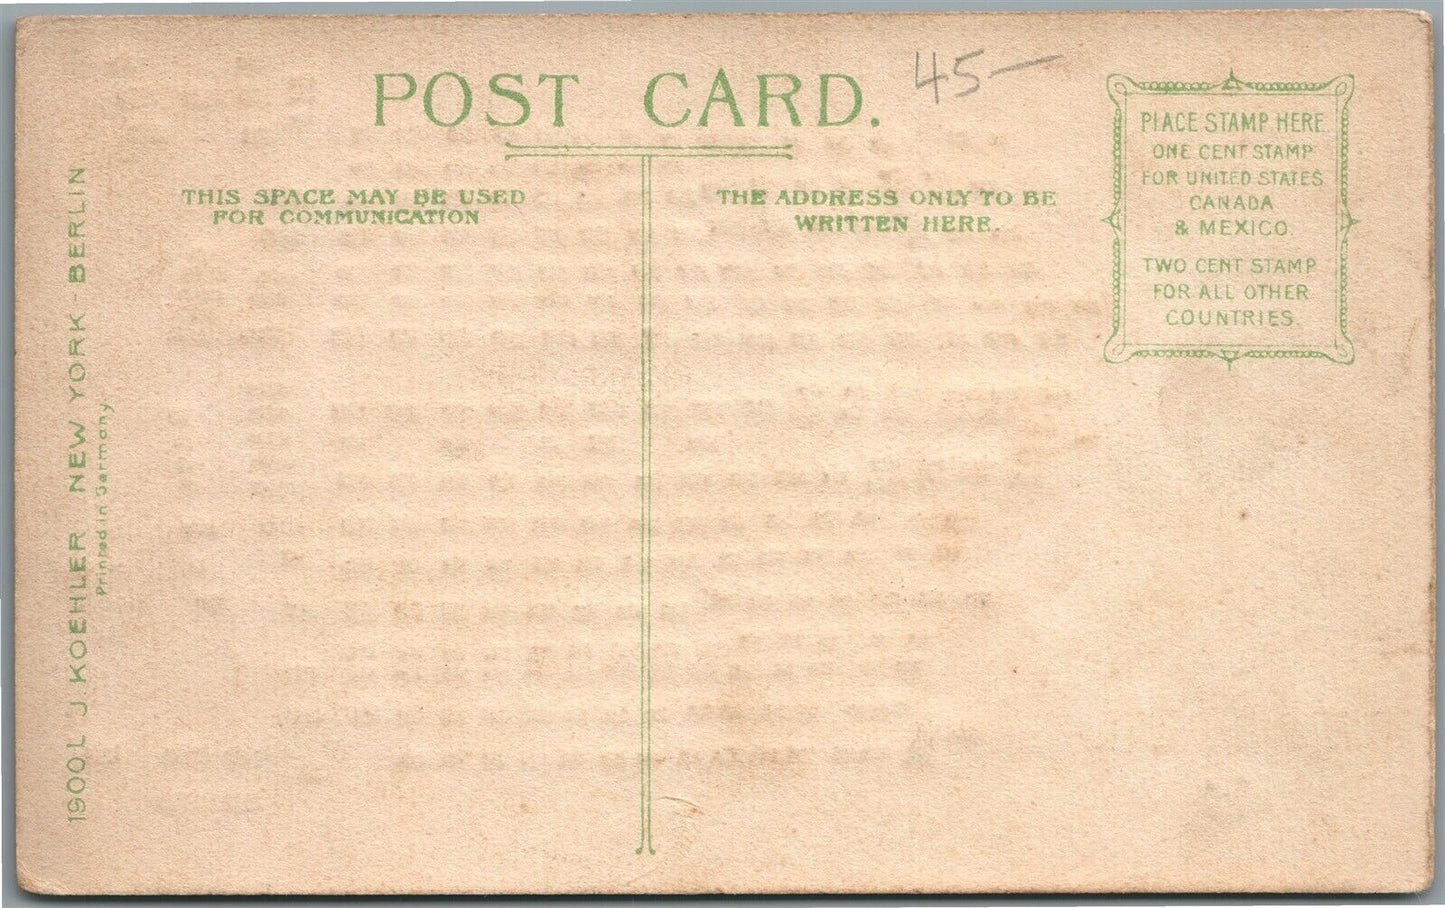 POST CARD.
45—
THIS SPACE MAY BE USED
FOR COMMUNICATION
THE ADDRESS ONLY TO BE
WRITTEN HERE.
PLACE STAMP HERE.
ONE CENT STAMP
FOR UNITED STATES
CANADA
& MEXICO.
TWO CENT STAMP
FOR ALL OTHER
COUNTRIES.
1900L J. KOEHLER NEW YORK - BERLIN
Printed in Germany